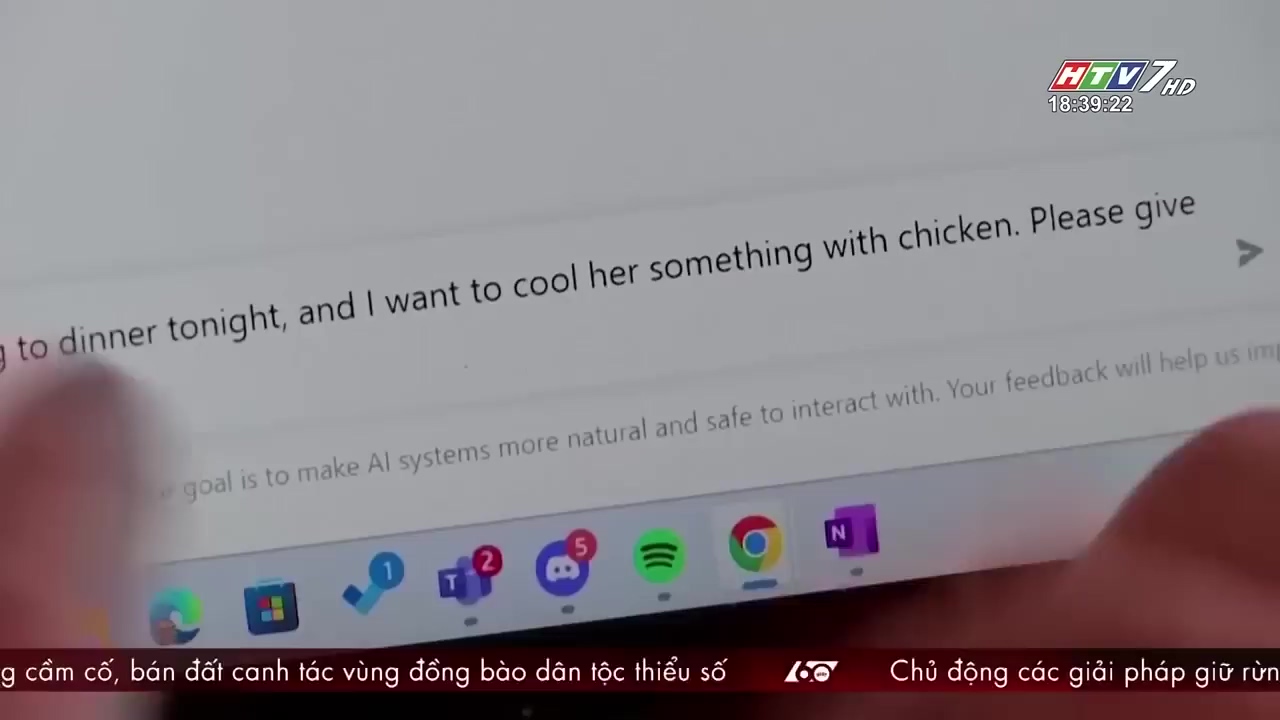 HTV7 HD
18:39:22
g to dinner tonight, and I want to cool her something with chicken. Please give
goal is to make AI systems more natural and safe to interact with. Your feedback will help us
1
2
5
T
N
g cầm cố, bán đất canh tác vùng đồng bào dân tộc thiểu số
60
Chủ động các giải pháp giữ